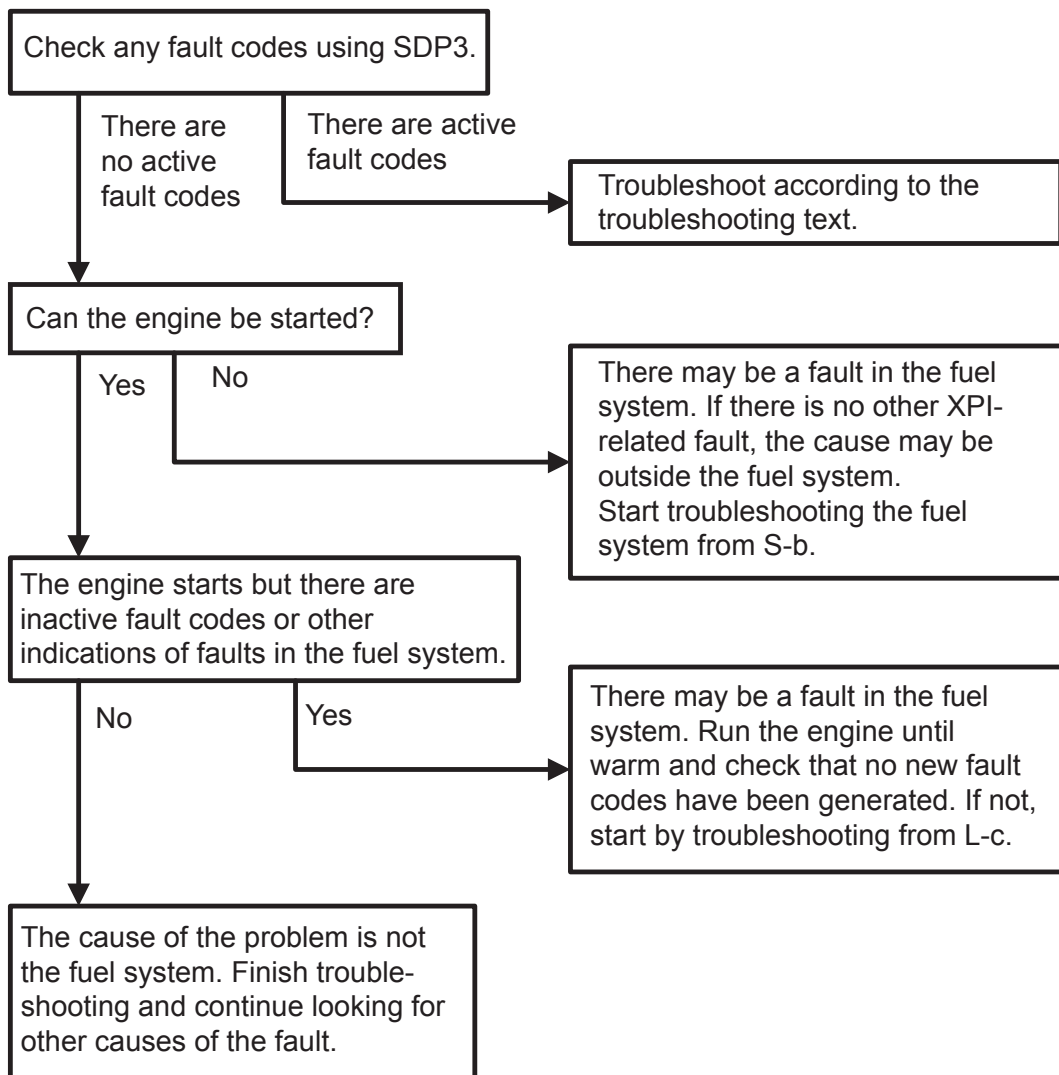 Check any fault codes using SDP3.
There are
no active
fault codes
There are active
fault codes
Troubleshoot according to the
troubleshooting text.
Can the engine be started?
Yes
No
There may be a fault in the fuel
system. If there is no other XPI-
related fault, the cause may be
outside the fuel system.
Start troubleshooting the fuel
system from S-b.
The engine starts but there are
inactive fault codes or other
indications of faults in the fuel system.
No
Yes
There may be a fault in the fuel
system. Run the engine until
warm and check that no new fault
codes have been generated. If not,
start by troubleshooting from L-c.
The cause of the problem is not
the fuel system. Finish trouble-
shooting and continue looking for
other causes of the fault.